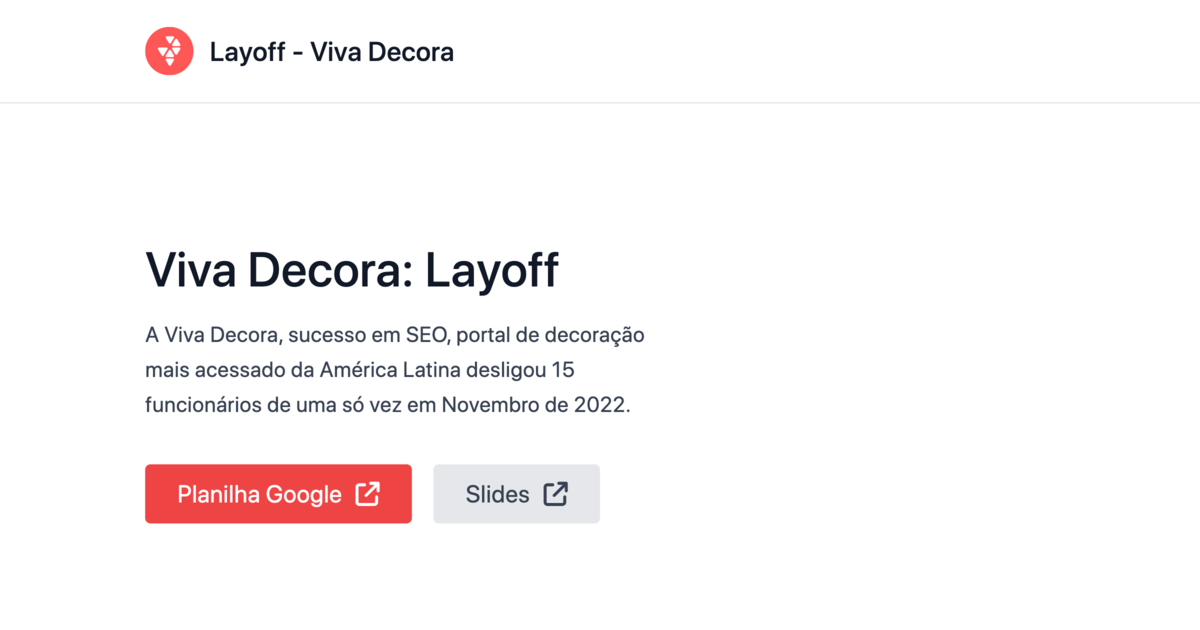 Layoff - Viva Decora
Viva Decora: Layoff
A Viva Decora, sucesso em SEO, portal de decoração
mais acessado da América Latina desligou 15
funcionários de uma só vez em Novembro de 2022.
Planilha Google
Slides